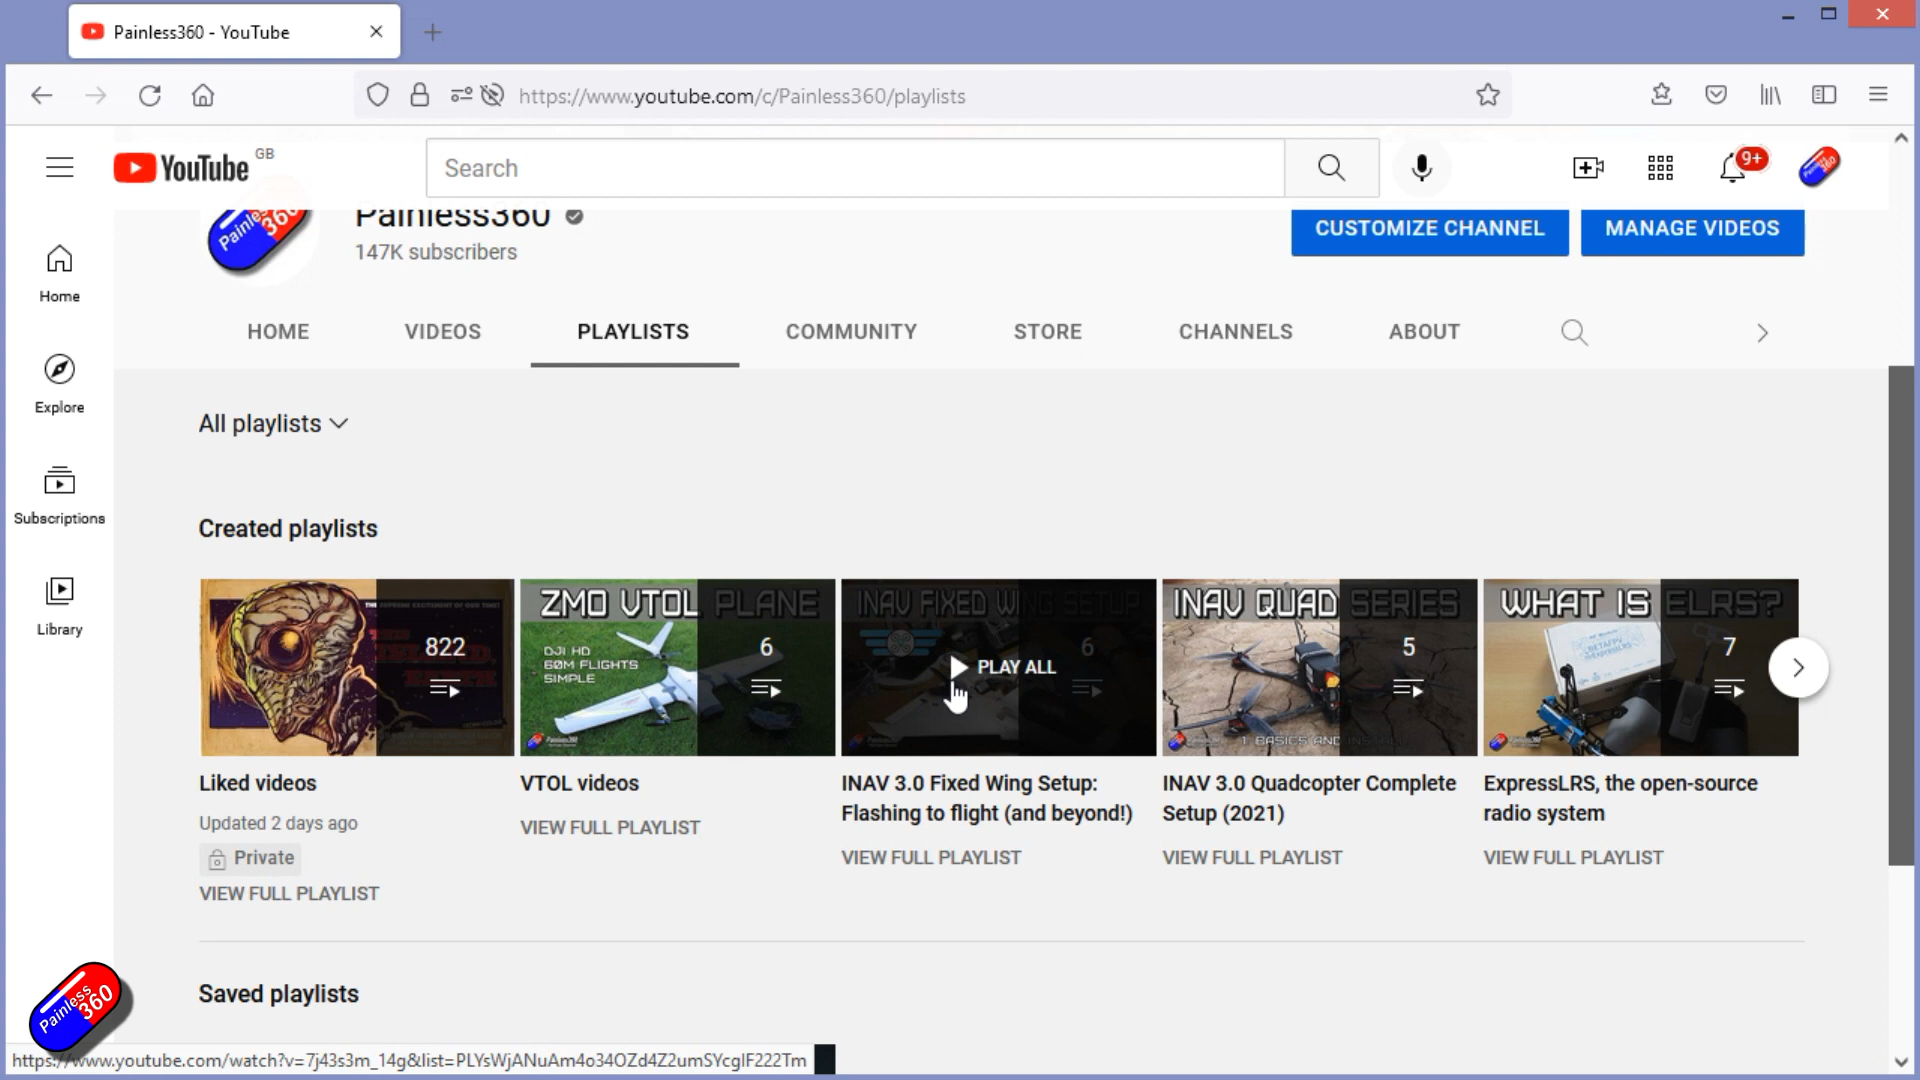 Painless360 - YouTube
https://www.youtube.com/c/Painless360/playlists
YouTube GB
Search
9+
Painless360
147K subscribers
CUSTOMIZE CHANNEL
MANAGE VIDEOS
HOME
VIDEOS
PLAYLISTS
COMMUNITY
STORE
CHANNELS
ABOUT
Home
Explore
Subscriptions
Library
All playlists
Created playlists
822
ZMO VTOL PLANE
DJI HD
60M FLIGHTS
SIMPLE
6
INAV FIXED WING SETUP
6
PLAY ALL
INAV QUAD SERIES
5
1 BASICS AND INSTALL
WHAT IS ELRS?
7
Liked videos
Updated 2 days ago
Private
VIEW FULL PLAYLIST
VTOL videos
VIEW FULL PLAYLIST
INAV 3.0 Fixed Wing Setup:
Flashing to flight (and beyond!)
VIEW FULL PLAYLIST
INAV 3.0 Quadcopter Complete
Setup (2021)
VIEW FULL PLAYLIST
ExpressLRS, the open-source
radio system
VIEW FULL PLAYLIST
Saved playlists
Painless
360
https://www.youtube.com/watch?v=7j43s3m_14g&list=PLYsWjANuAm4o34OZd4Z2umSYcgIF222Tm